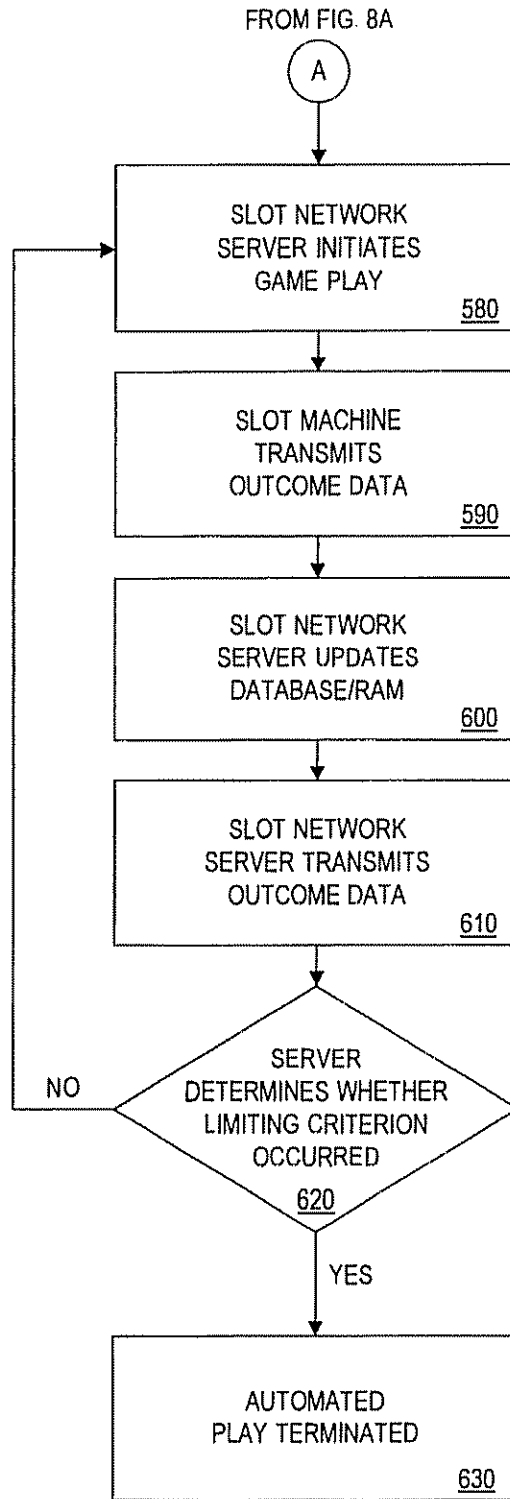 FROM FIG. 8A
A
SLOT NETWORK
SERVER INITIATES
GAME PLAY
580
SLOT MACHINE
TRANSMITS
OUTCOME DATA
590
SLOT NETWORK
SERVER UPDATES
DATABASE/RAM
600
SLOT NETWORK
SERVER TRANSMITS
OUTCOME DATA
610
SERVER
DETERMINES WHETHER
LIMITING CRITERION
OCCURRED
620
NO
YES
AUTOMATED
PLAY TERMINATED
630